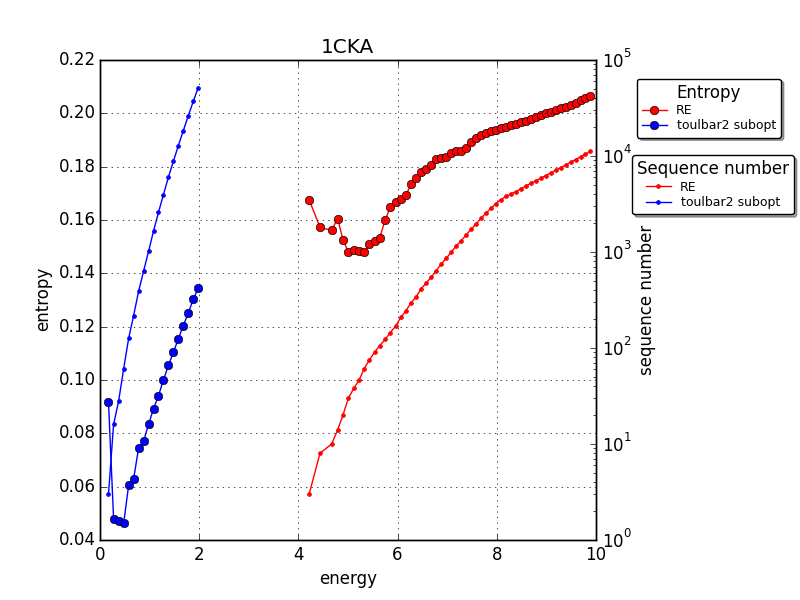 1CKA
0.22
0.20
0.18
0.16
0.14
0.12
0.10
0.08
0.06
0.04
entropy
0 2 4 6 8 10
energy
10^5
10^4
10^3
10^2
10^1
10^0
sequence number
Entropy
RE
toulbar2 subopt
Sequence number
RE
toulbar2 subopt